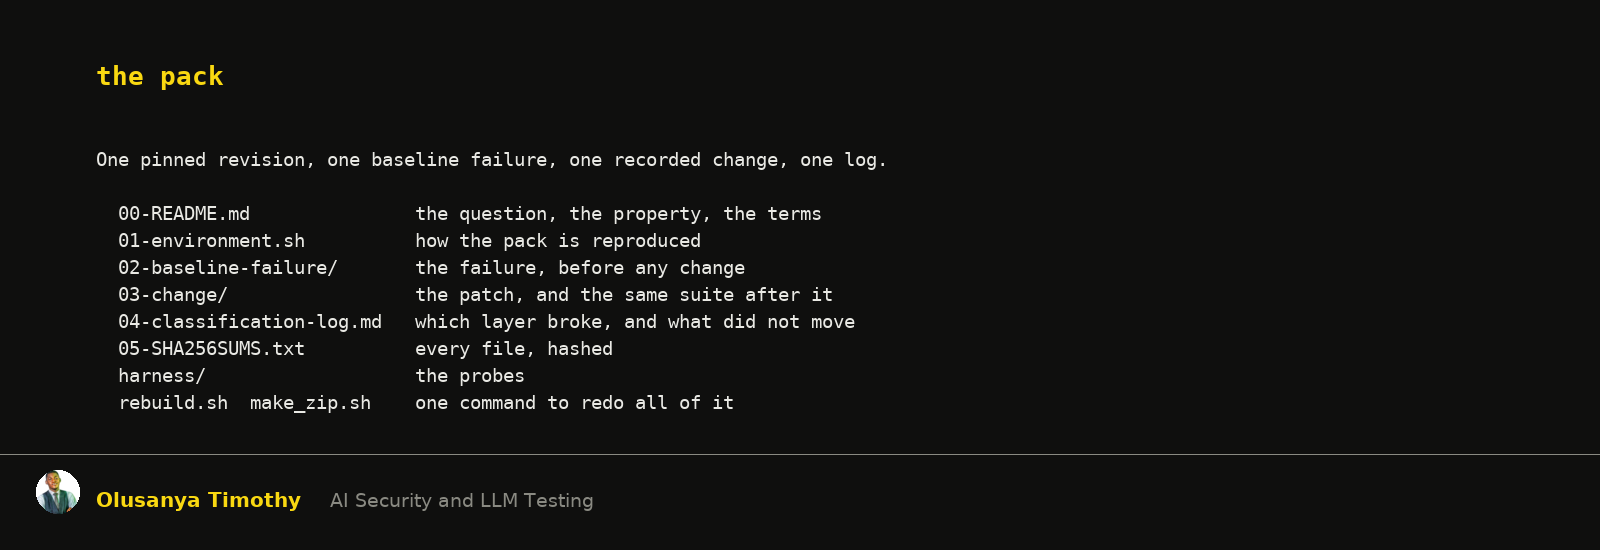 the pack
One pinned revision, one baseline failure, one recorded change, one log.
00-README.md the question, the property, the terms
01-environment.sh how the pack is reproduced
02-baseline-failure/ the failure, before any change
03-change/ the patch, and the same suite after it
04-classification-log.md which layer broke, and what did not move
05-SHA256SUMS.txt every file, hashed
harness/ the probes
rebuild.sh make_zip.sh one command to redo all of it
Olusanya Timothy AI Security and LLM Testing